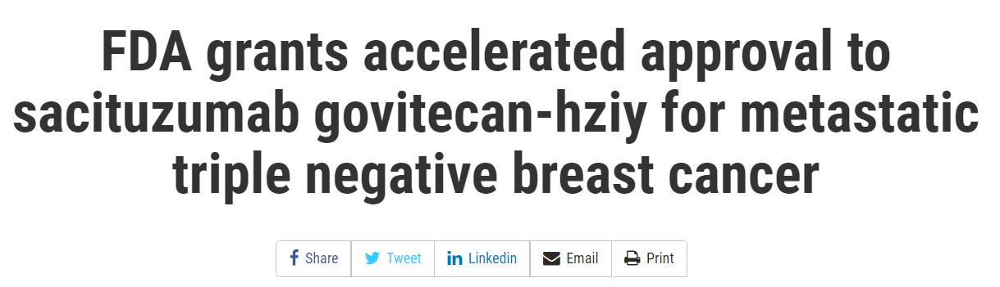 FDA grants accelerated approval to
sacituzumab govitecan-hziy for metastatic
triple negative breast cancer
Share Tweet Linkedin Email Print